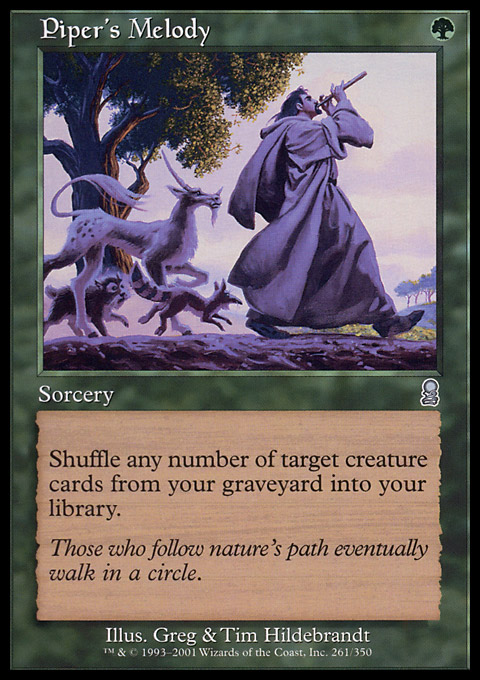 Piper's Melody
Sorcery
Shuffle any number of target creature
cards from your graveyard into your
library.
Those who follow nature's path eventually
walk in a circle.
Illus. Greg & Tim Hildebrandt
™ & © 1993–2001 Wizards of the Coast, Inc. 261/350